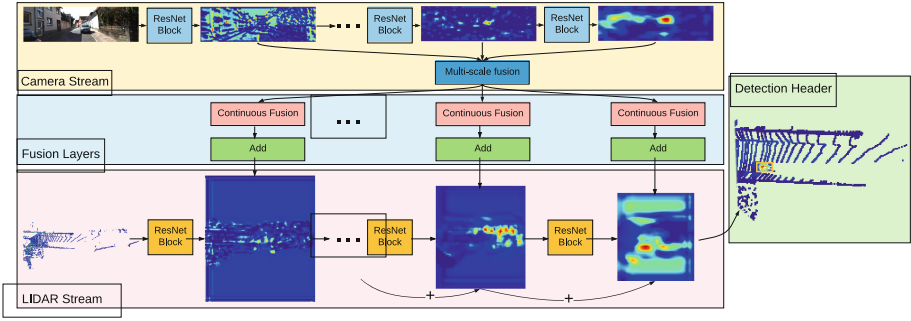 ResNet
Block
ResNet
Block
ResNet
Block
Multi-scale fusion
Camera Stream
Detection Header
Continuous Fusion
Continuous Fusion
Continuous Fusion
Add
Add
Add
Fusion Layers
ResNet
Block
ResNet
Block
ResNet
Block
+
+
LIDAR Stream